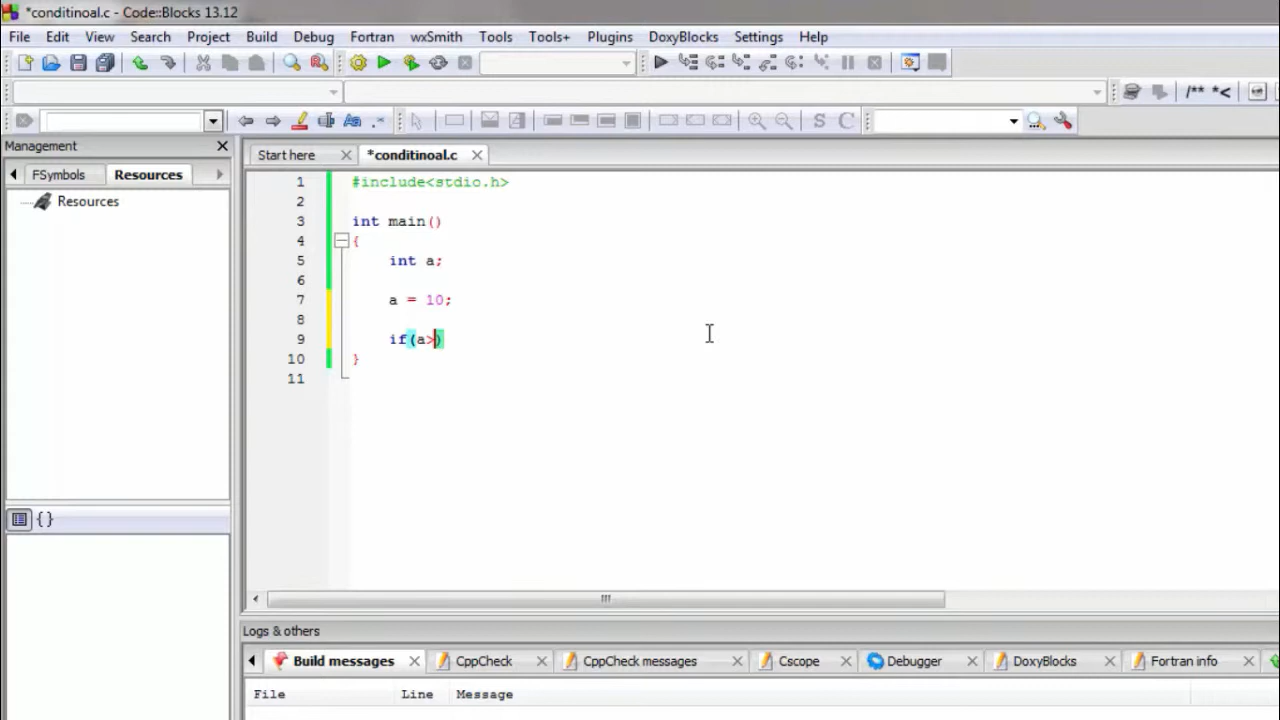 *conditinoal.c - Code::Blocks 13.12
File Edit View Search Project Build Debug Fortran wxSmith Tools Tools+ Plugins DoxyBlocks Settings Help
/** *<
Management
Start here *conditinoal.c
FSymbols Resources
Resources
1 #include<stdio.h>
2
3 int main()
4 {
5 int a;
6
7 a = 10;
8
9 if(a>)
10 }
11
{ }
Logs & others
Build messages CppCheck CppCheck messages Cscope Debugger DoxyBlocks Fortran info
File Line Message